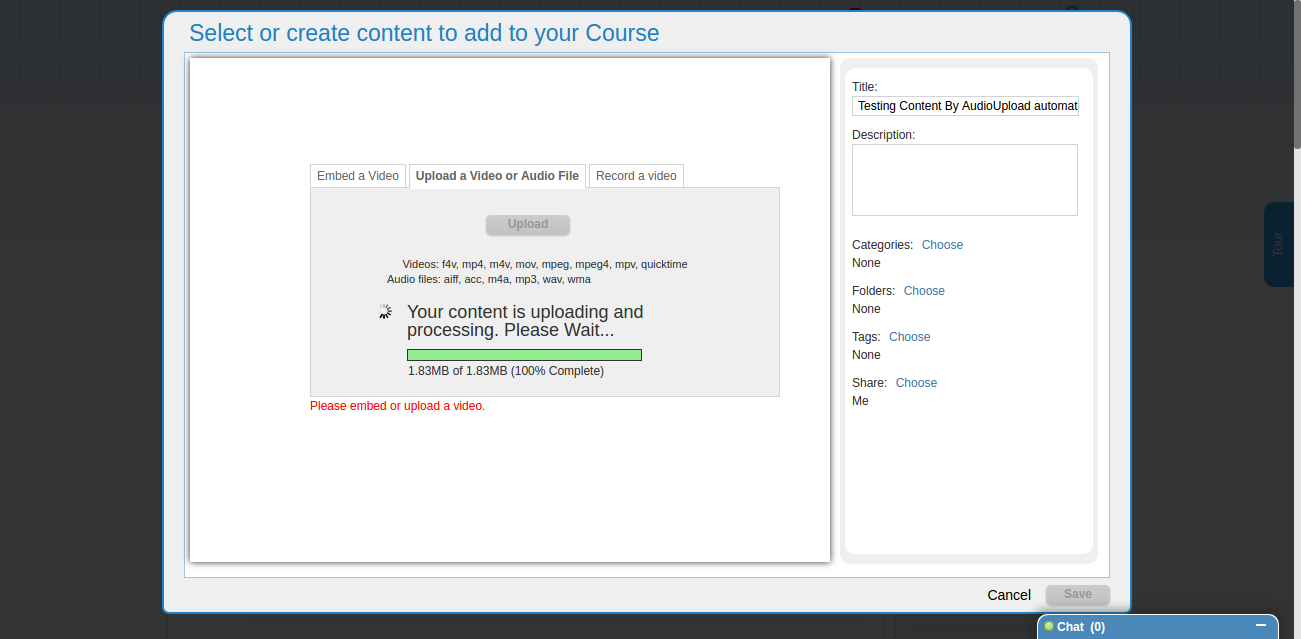 Select or create content to add to your Course
Embed a Video
Upload a Video or Audio File
Record a video
Upload
Videos: f4v, mp4, m4v, mov, mpeg, mpeg4, mpv, quicktime
Audio files: aiff, acc, m4a, mp3, wav, wma
Your content is uploading and
processing. Please Wait...
1.83MB of 1.83MB (100% Complete)
Please embed or upload a video.
Title:
Testing Content By AudioUpload automat
Description:
Categories: Choose
None
Folders: Choose
None
Tags: Choose
None
Share: Choose
Me
Tour
Cancel
Save
Chat (0)